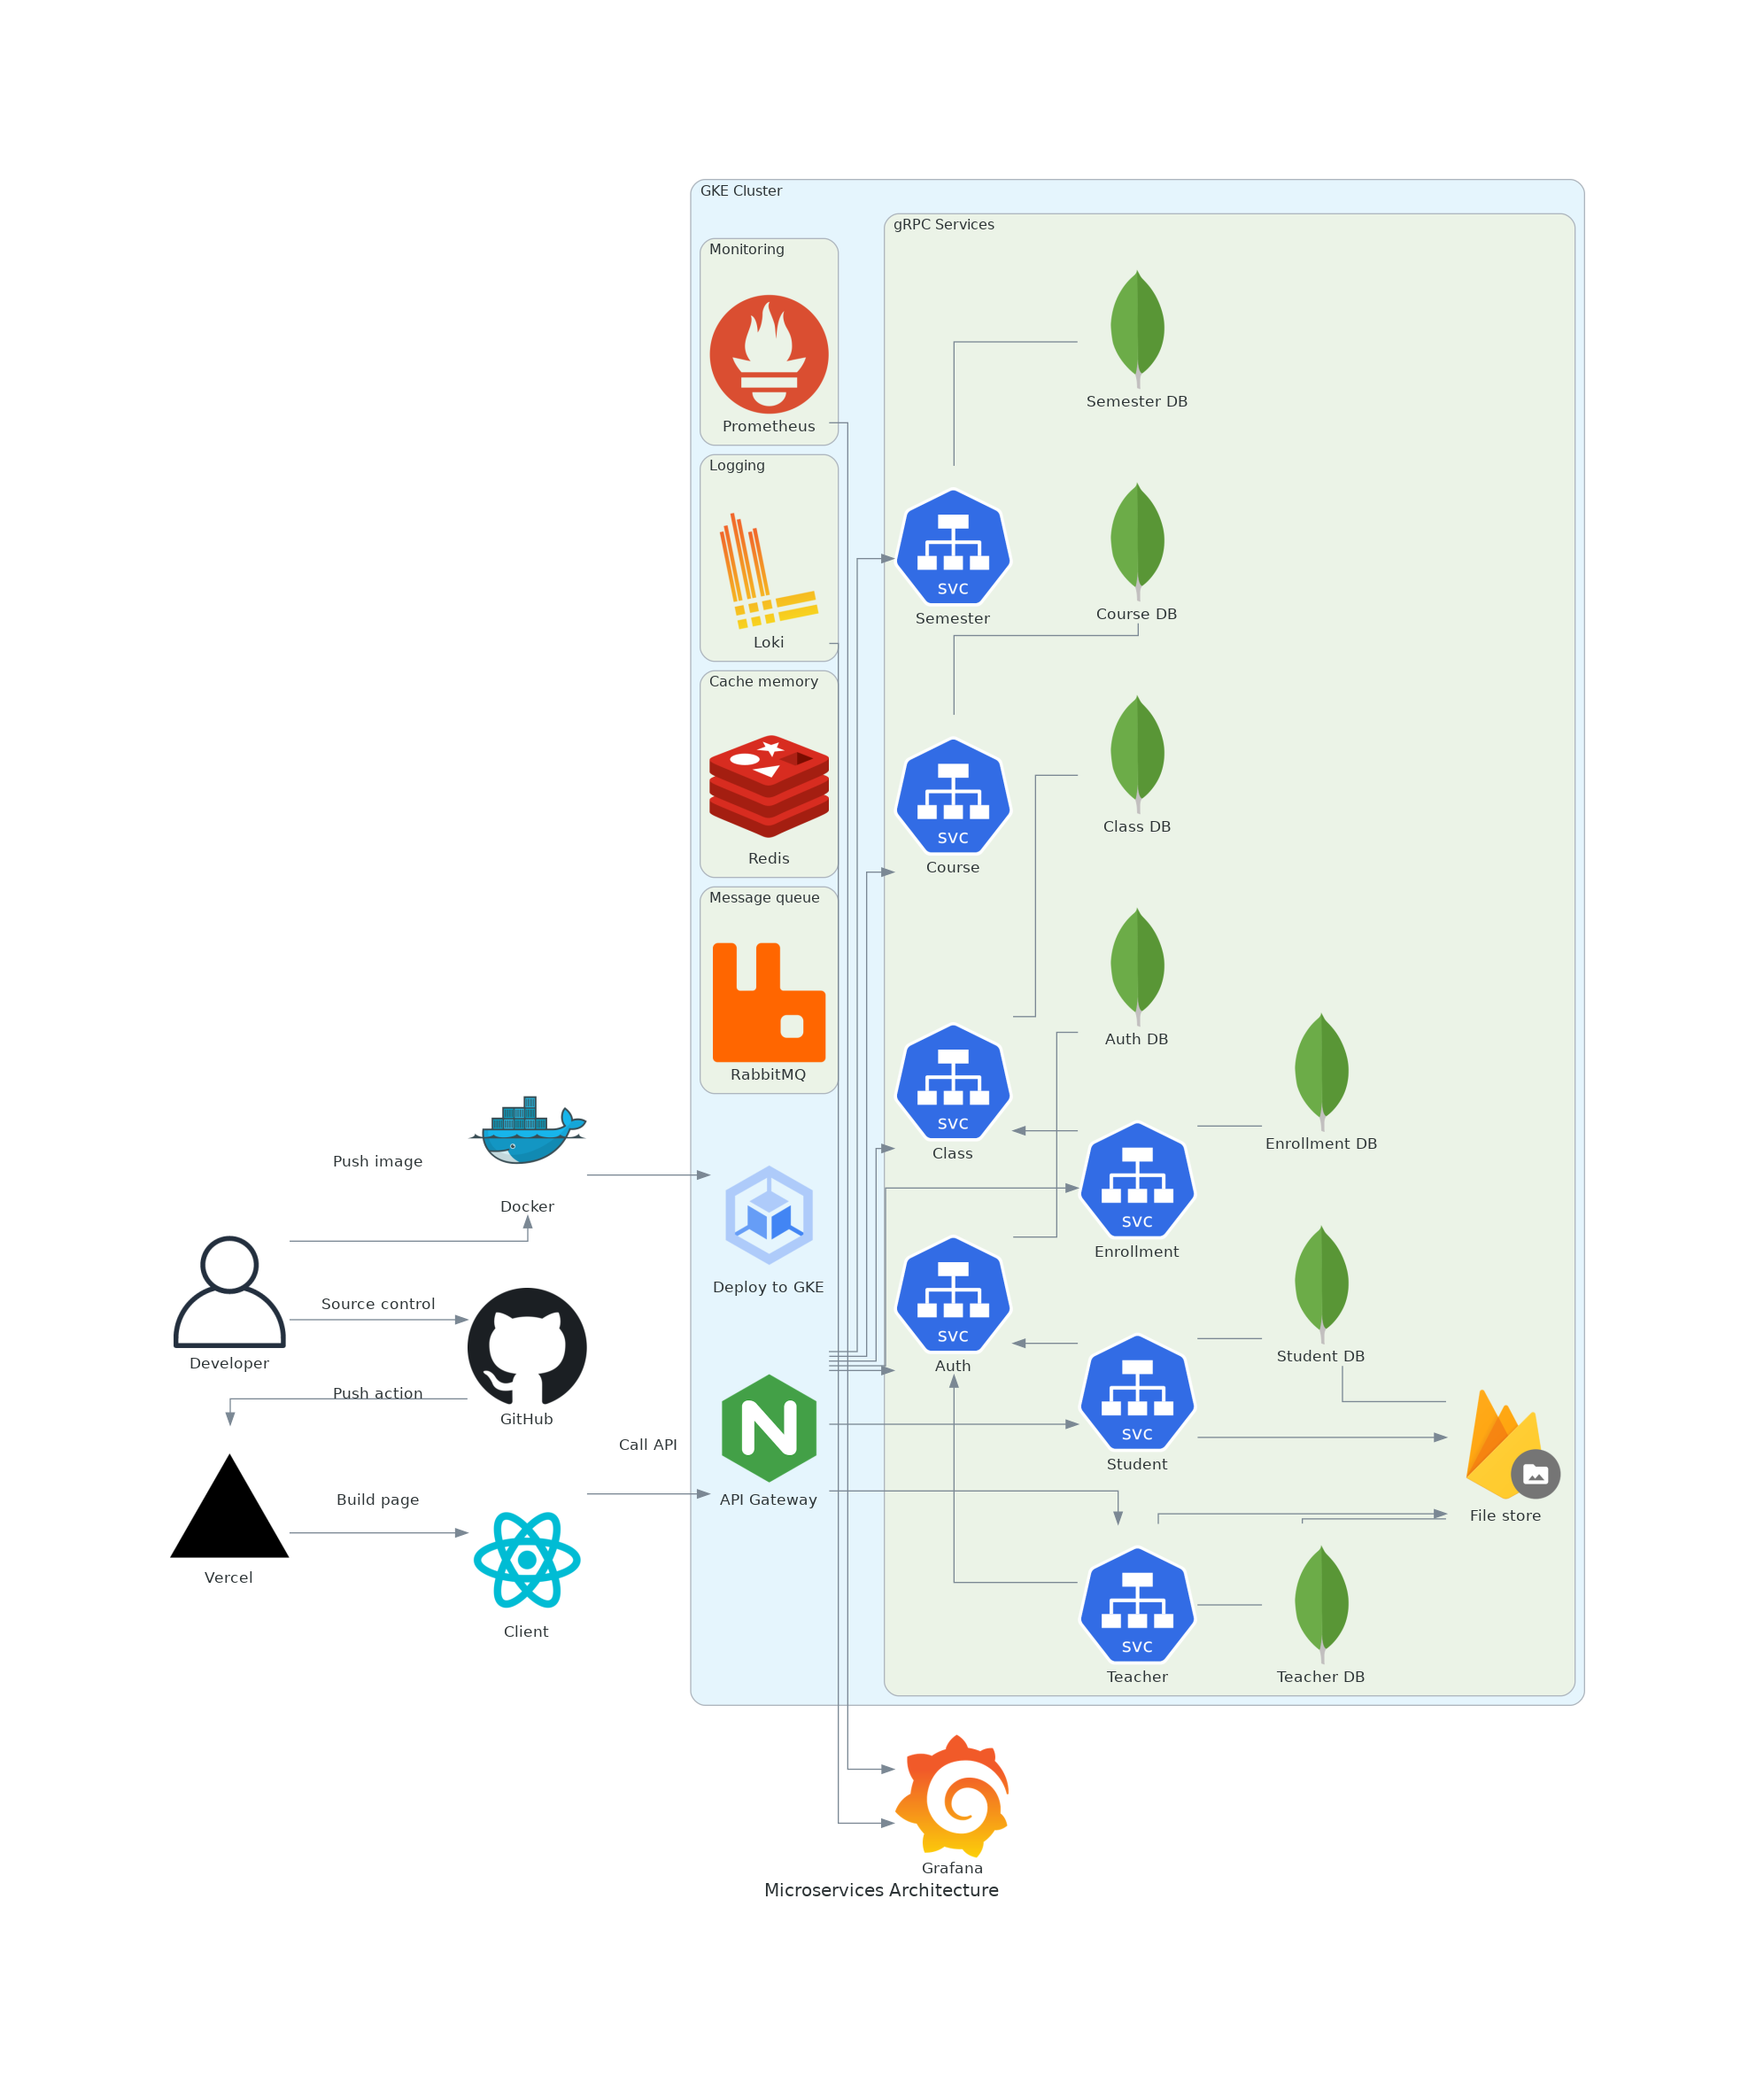 GKE Cluster
gRPC Services
Monitoring
Prometheus
Semester DB
Logging
Loki
svc
Semester
Course DB
Cache memory
Redis
svc
Course
Class DB
Message queue
RabbitMQ
Auth DB
svc
Class
Enrollment DB
svc
Enrollment
Push image
Docker
Deploy to GKE
Source control
Developer
svc
Auth
Student DB
Push action
GitHub
Call API
svc
Student
API Gateway
File store
Build page
Vercel
Client
svc
Teacher
Teacher DB
Grafana
Microservices Architecture